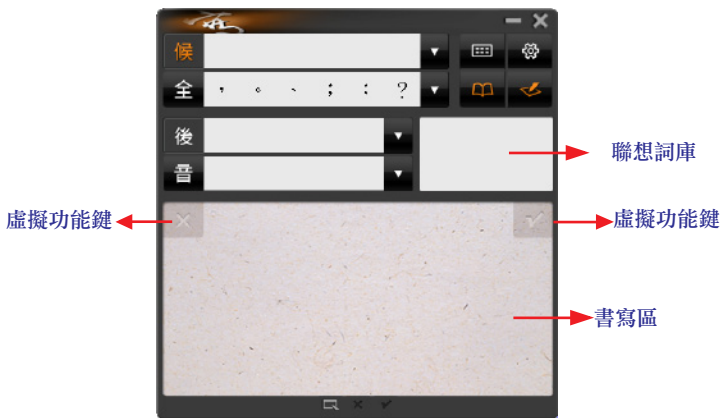 候
全 , 。 、 ; : ?
後
音
聯想詞庫
虛擬功能鍵
虛擬功能鍵
書寫區